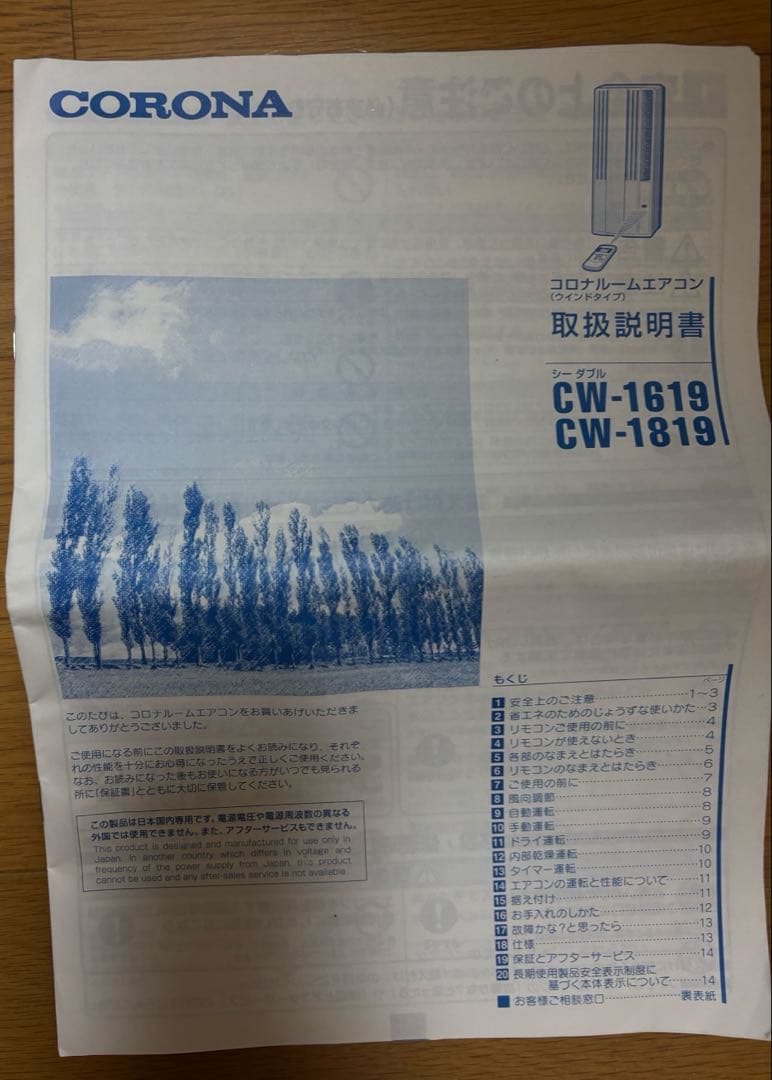 CORONA
コロナルームエアコン
(ウインドタイプ)
取扱説明書
シー ダブル
CW-1619
CW-1819
このたびは、コロナルームエアコンをお買いあげいただきま
してありがとうございました。
ご使用になる前にこの取扱説明書をよくお読みになり、それぞ
れの性能を十分にお心得になったうえで正しくご使用ください。
なお、お読みになった後もお使いになる方がいつでも見られる
所に「保証書」とともに大切に保管してください。
この製品は日本国内専用です。電源電圧や電源周波数の異なる
外国では使用できません。また、アフターサービスもできません。
This product is designed and manufactured for use only in
Japan. In another country which differs in voltage and
frequency of the power supply from Japan, this product
cannot be used and any after-sales service is not available.
もくじ ページ
1 安全上のご注意 1~3
2 省エネのためのじょうずな使いかた 3
3 リモコンご使用の前に 4
4 リモコンが使えないとき 4
5 各部のなまえとはたらき 5
6 リモコンのなまえとはたらき 6
7 ご使用の前に 7
8 風向調節 8
9 自動運転 8
10 手動運転 9
11 ドライ運転 9
12 内部乾燥運転 10
13 タイマー運転 10
14 エアコンの運転と性能について 11
15 据え付け 11
16 お手入れのしかた 12
17 故障かな?と思ったら 13
18 仕様 13
19 保証とアフターサービス 14
20 長期使用製品安全表示制度に
基づく本体表示について 14
お客様ご相談窓口 裏表紙